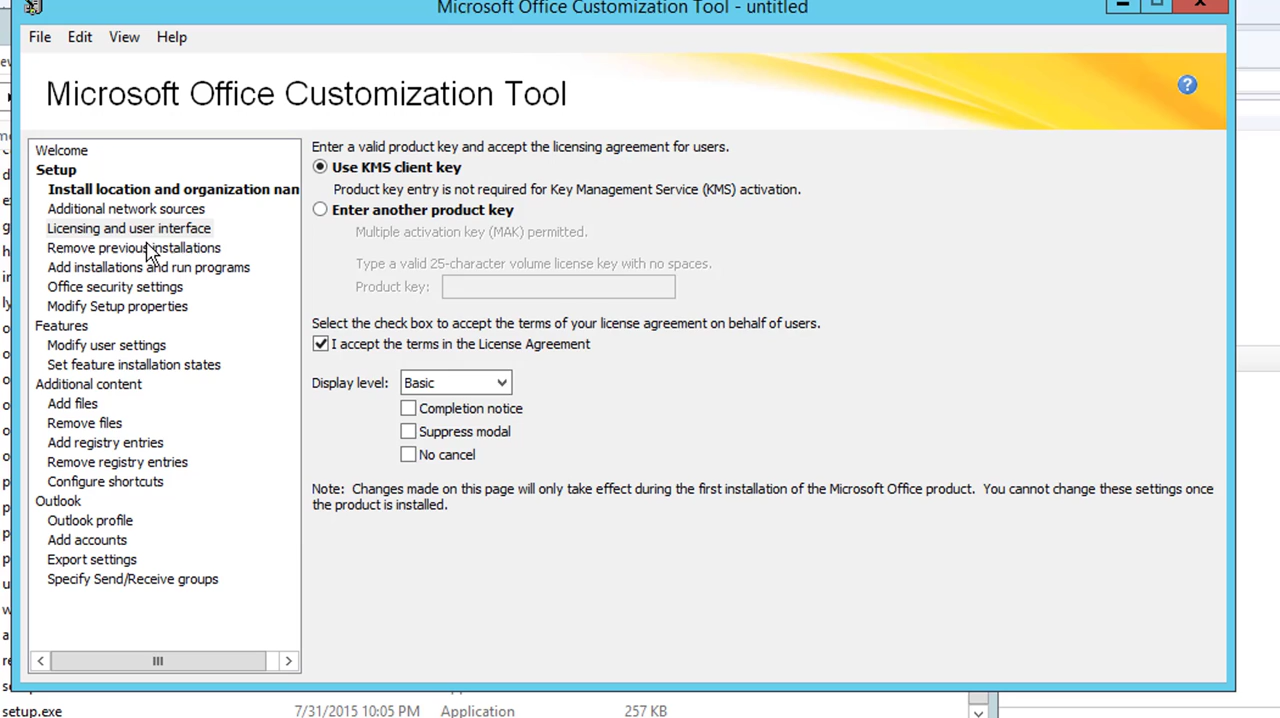 Microsoft Office Customization Tool - untitled
File Edit View Help
Microsoft Office Customization Tool
Welcome
Setup
Install location and organization nan
Additional network sources
Licensing and user interface
Remove previous installations
Add installations and run programs
Office security settings
Modify Setup properties
Features
Modify user settings
Set feature installation states
Additional content
Add files
Remove files
Add registry entries
Remove registry entries
Configure shortcuts
Outlook
Outlook profile
Add accounts
Export settings
Specify Send/Receive groups
Enter a valid product key and accept the licensing agreement for users.
Use KMS client key
Product key entry is not required for Key Management Service (KMS) activation.
Enter another product key
Multiple activation key (MAK) permitted.
Type a valid 25-character volume license key with no spaces.
Product key:
Select the check box to accept the terms of your license agreement on behalf of users.
I accept the terms in the License Agreement
Display level: Basic
Completion notice
Suppress modal
No cancel
Note: Changes made on this page will only take effect during the first installation of the Microsoft Office product. You cannot change these settings once
the product is installed.
setup.exe 7/31/2015 10:05 PM Application 257 KB